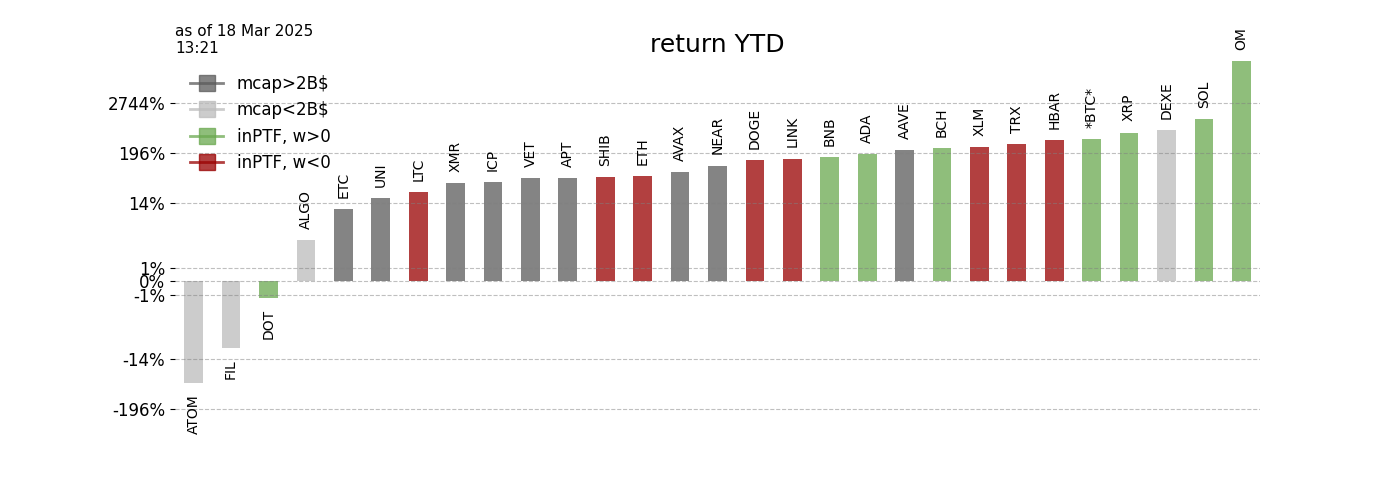 as of 18 Mar 2025
13:21
return YTD
mcap>2B$
mcap<2B$
inPTF, w>0
inPTF, w<0
2744%
196%
14%
1%
0%
-1%
-14%
-196%
ATOM
FIL
DOT
ALGO
ETC
UNI
LTC
XMR
ICP
VET
APT
SHIB
ETH
AVAX
NEAR
DOGE
LINK
BNB
ADA
AAVE
BCH
XLM
TRX
HBAR
*BTC*
XRP
DEXE
SOL
OM